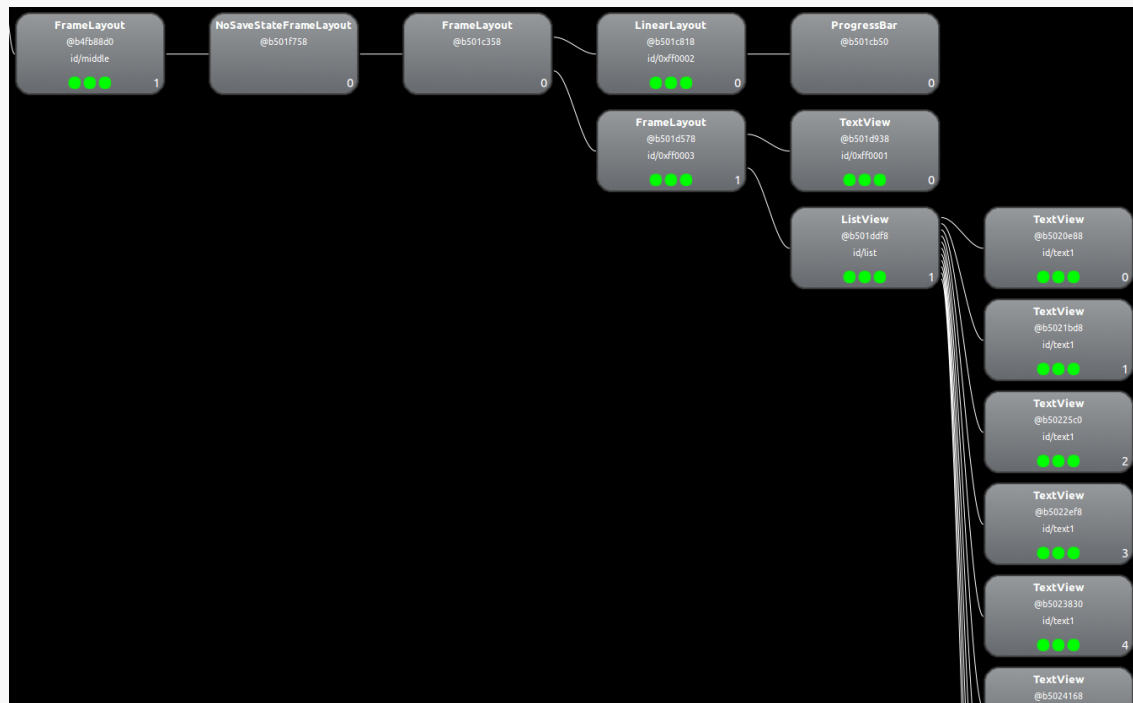 FrameLayout
@b4fb88d0
id/middle
1
NoSaveStateFrameLayout
@b501f758
0
FrameLayout
@b501c358
0
LinearLayout
@b501c818
id/0xff0002
0
ProgressBar
@b501cb50
0
FrameLayout
@b501d578
id/0xff0003
1
TextView
@b501d938
id/0xff0001
0
ListView
@b501ddf8
id/list
1
TextView
@b5020e88
id/text1
0
TextView
@b5021bd8
id/text1
1
TextView
@b50225c0
id/text1
2
TextView
@b5022ef8
id/text1
3
TextView
@b5023830
id/text1
4
TextView
@b5024168